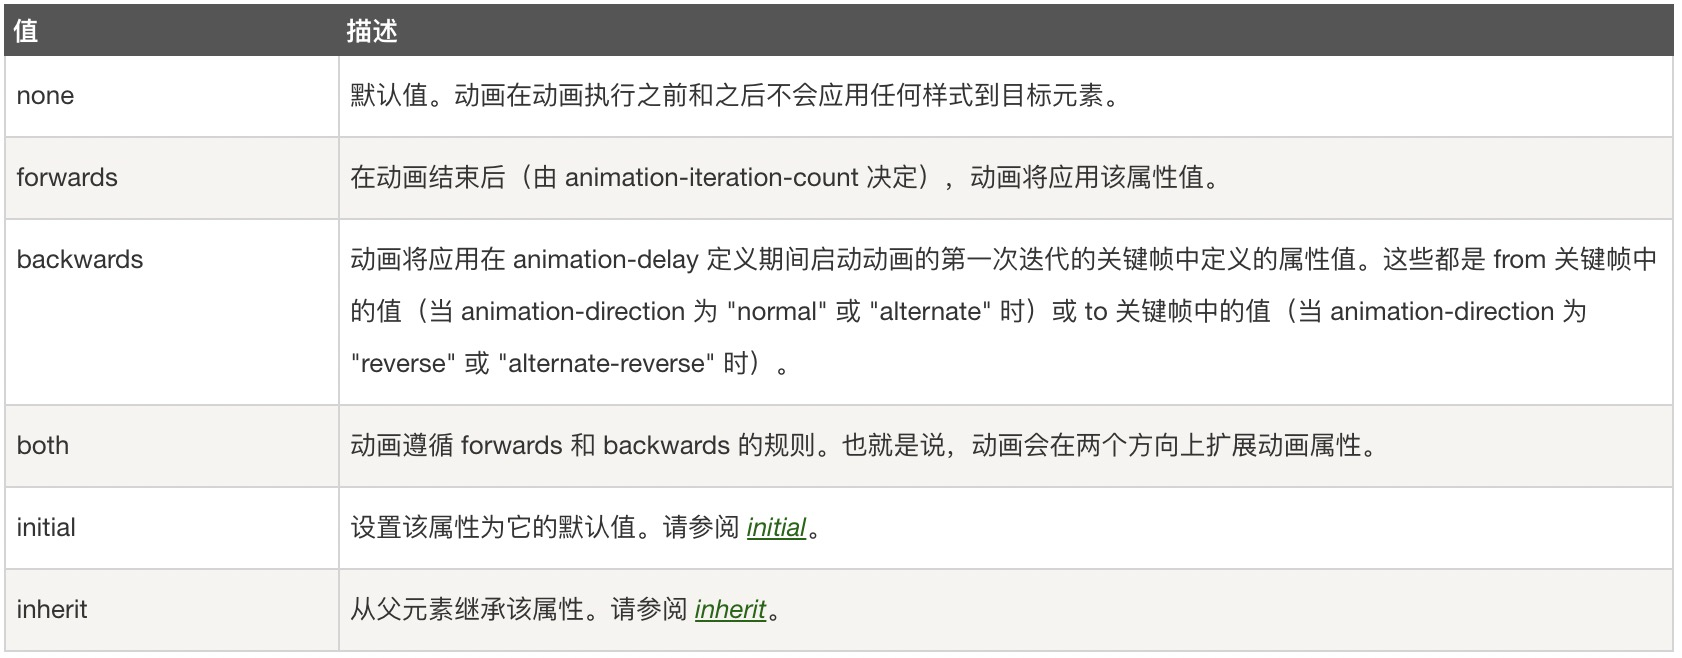 值 描述
none 默认值。动画在动画执行之前和之后不会应用任何样式到目标元素。
forwards 在动画结束后（由 animation-iteration-count 决定），动画将应用该属性值。
backwards 动画将应用在 animation-delay 定义期间启动动画的第一次迭代的关键帧中定义的属性值。这些都是 from 关键帧中
的值（当 animation-direction 为 "normal" 或 "alternate" 时）或 to 关键帧中的值（当 animation-direction 为
"reverse" 或 "alternate-reverse" 时）。
both 动画遵循 forwards 和 backwards 的规则。也就是说，动画会在两个方向上扩展动画属性。
initial 设置该属性为它的默认值。请参阅 initial。
inherit 从父元素继承该属性。请参阅 inherit。